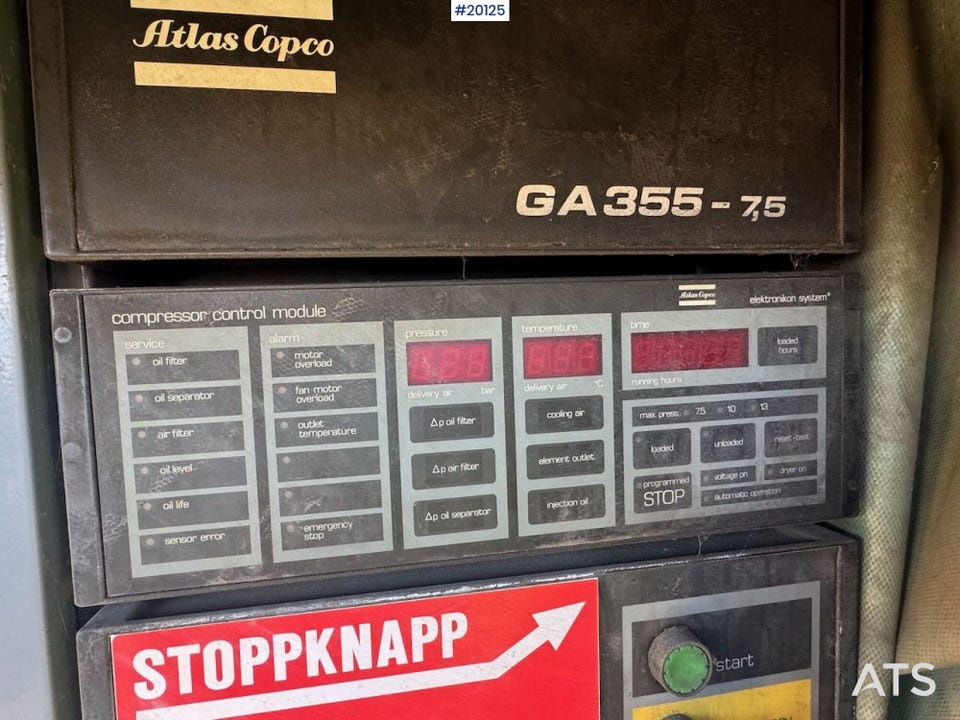 #20125
Atlas Copco
GA 355 - 7,5
Atlas Copco
elektronikon system®
compressor control module
service
oil filter
oil separator
air filter
oil level
oil life
sensor error
alarm
motor
overload
fan motor
overload
outlet
temperature
emergency
stop
pressure
delivery air bar
Δp oil filter
Δp air filter
Δp oil separator
temperature
delivery air °C
cooling air
element outlet
injection oil
time
running hours
loaded
hours
max. press. 7.5 10 13
loaded
unloaded
reset - test
programmed
STOP
voltage on
dryer on
automatic operation
STOPPKNAPP
start
ATS